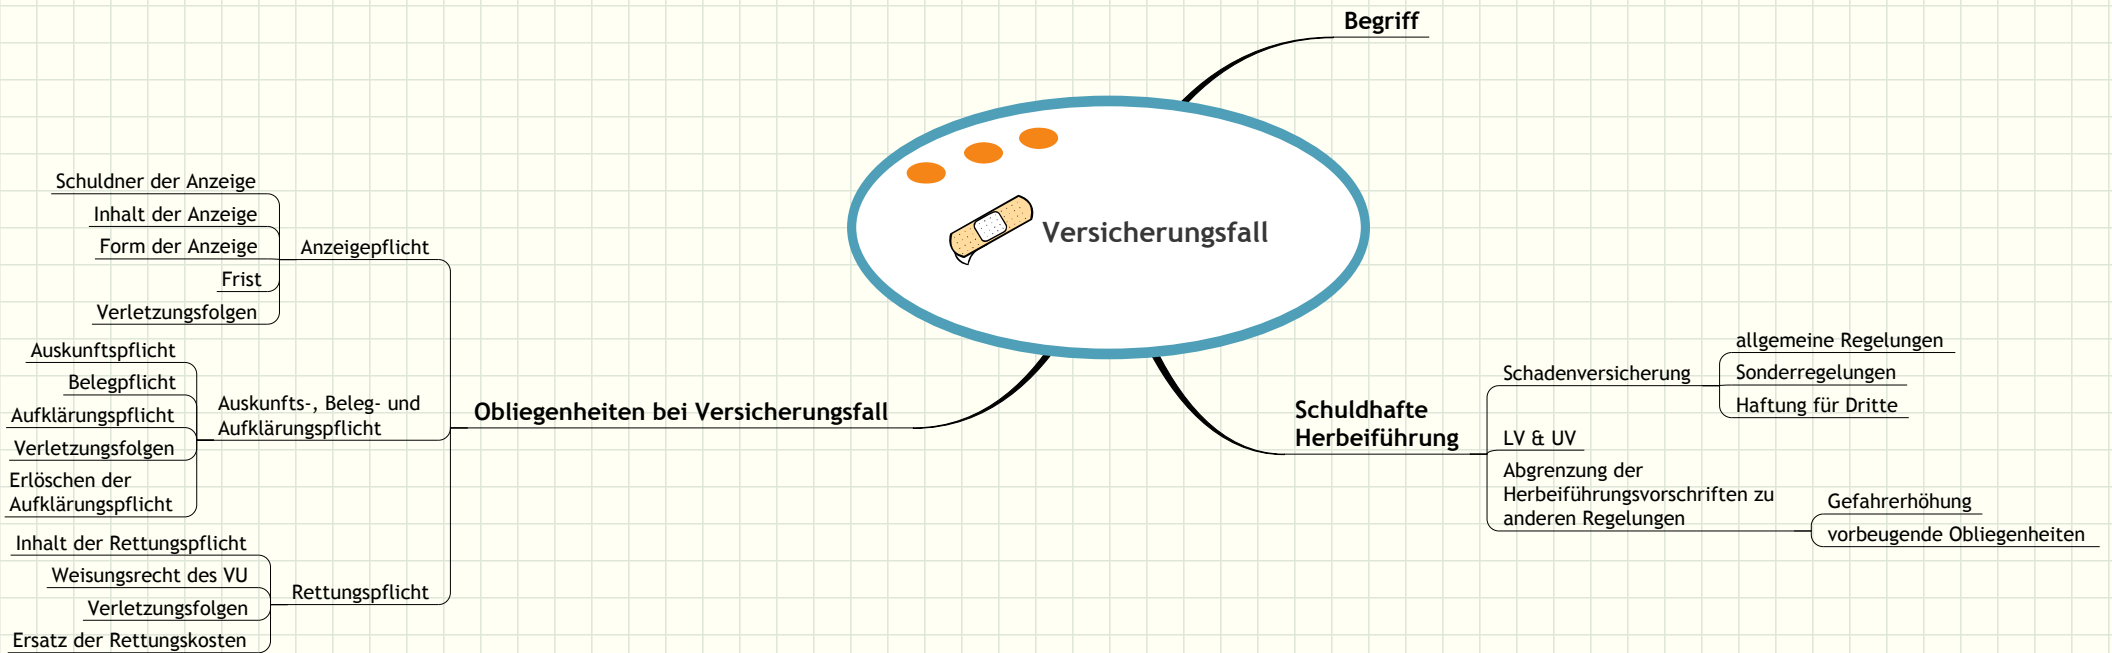 Begriff
Versicherungsfall
Schuldhafte
Herbeiführung
Schadenversicherung
allgemeine Regelungen
Sonderregelungen
Haftung für Dritte
LV & UV
Abgrenzung der
Herbeiführungsvorschriften zu
anderen Regelungen
Gefahrerhöhung
vorbeugende Obliegenheiten
Obliegenheiten bei Versicherungsfall
Anzeigepflicht
Schuldner der Anzeige
Inhalt der Anzeige
Form der Anzeige
Frist
Verletzungsfolgen
Auskunfts-, Beleg- und
Aufklärungspflicht
Auskunftspflicht
Belegpflicht
Aufklärungspflicht
Verletzungsfolgen
Erlöschen der
Aufklärungspflicht
Rettungspflicht
Inhalt der Rettungspflicht
Weisungsrecht des VU
Verletzungsfolgen
Ersatz der Rettungskosten